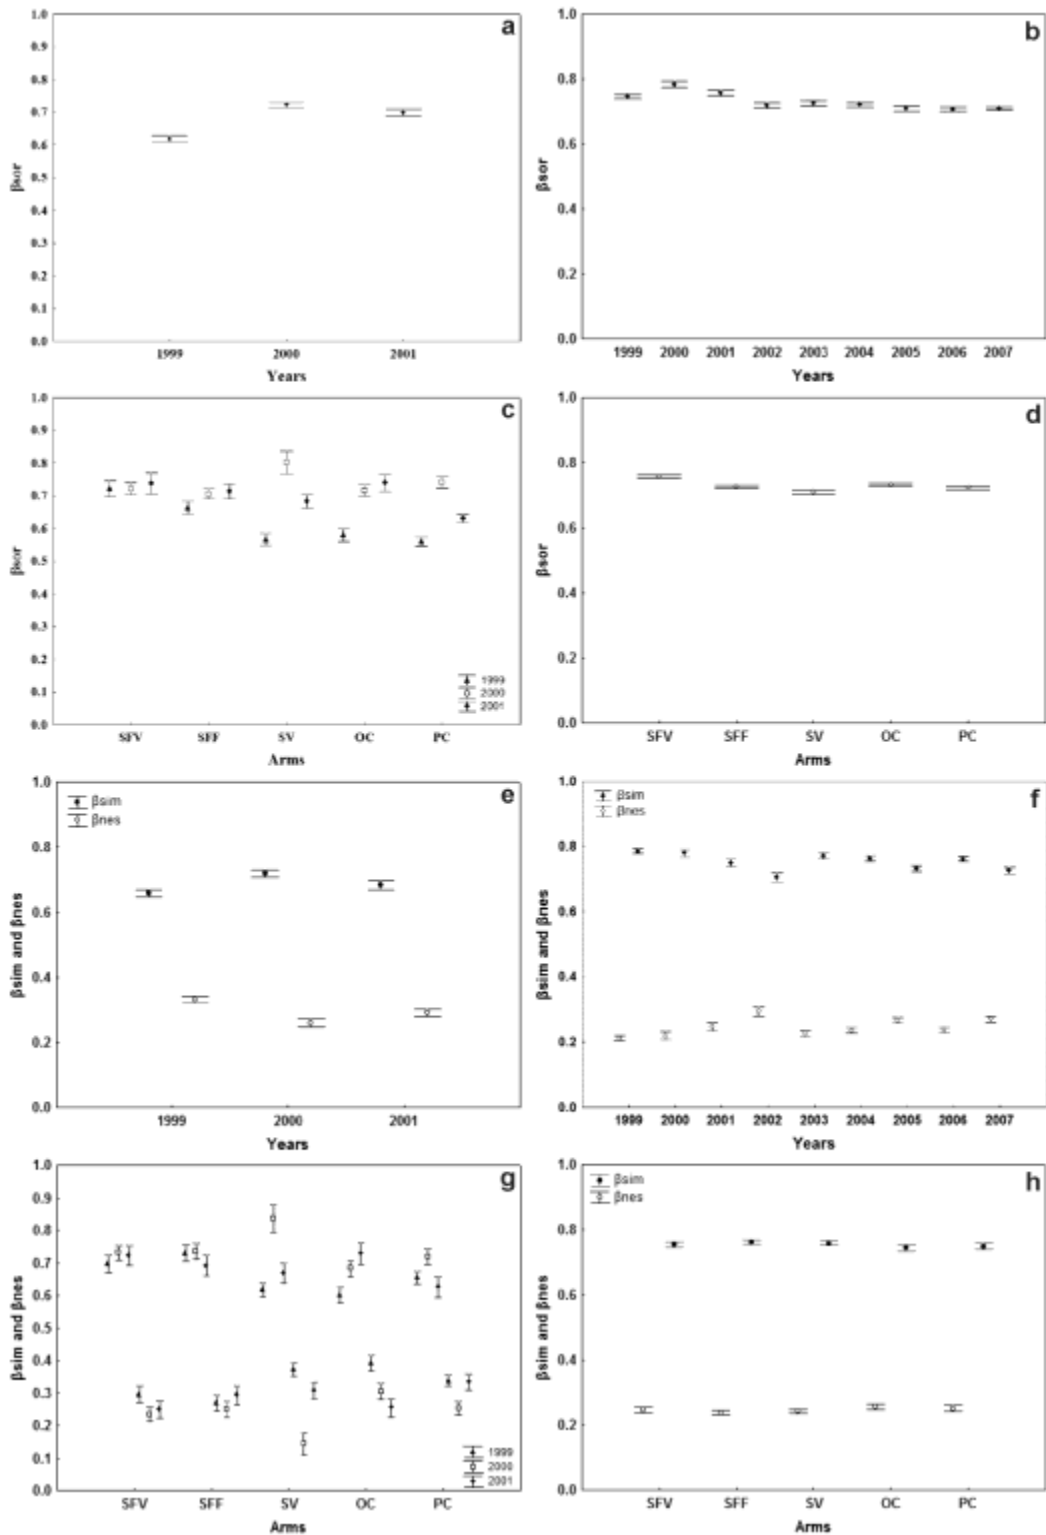 a
1.0
0.9
0.8
0.7
0.6
0.5
0.4
0.3
0.2
0.1
0.0
βsor
1999 2000 2001
Years
b
1.0
0.8
0.6
0.4
0.2
0.0
βsor
1999 2000 2001 2002 2003 2004 2005 2006 2007
Years
c
1.0
0.9
0.8
0.7
0.6
0.5
0.4
0.3
0.2
0.1
0.0
βsor
1999
2000
2001
SFV SFF SV OC PC
Arms
d
1.0
0.8
0.6
0.4
0.2
0.0
βsor
SFV SFF SV OC PC
Arms
e
1.0
0.8
0.6
0.4
0.2
0.0
βsim and βnes
βsim
βnes
1999 2000 2001
Years
f
1.0
0.8
0.6
0.4
0.2
0.0
βsim and βnes
βsim
βnes
1999 2000 2001 2002 2003 2004 2005 2006 2007
Years
g
1.0
0.9
0.8
0.7
0.6
0.5
0.4
0.3
0.2
0.1
0.0
βsim and βnes
1999
2000
2001
SFV SFF SV OC PC
Arms
h
1.0
0.8
0.6
0.4
0.2
0.0
βsim and βnes
βsim
βnes
SFV SFF SV OC PC
Arms